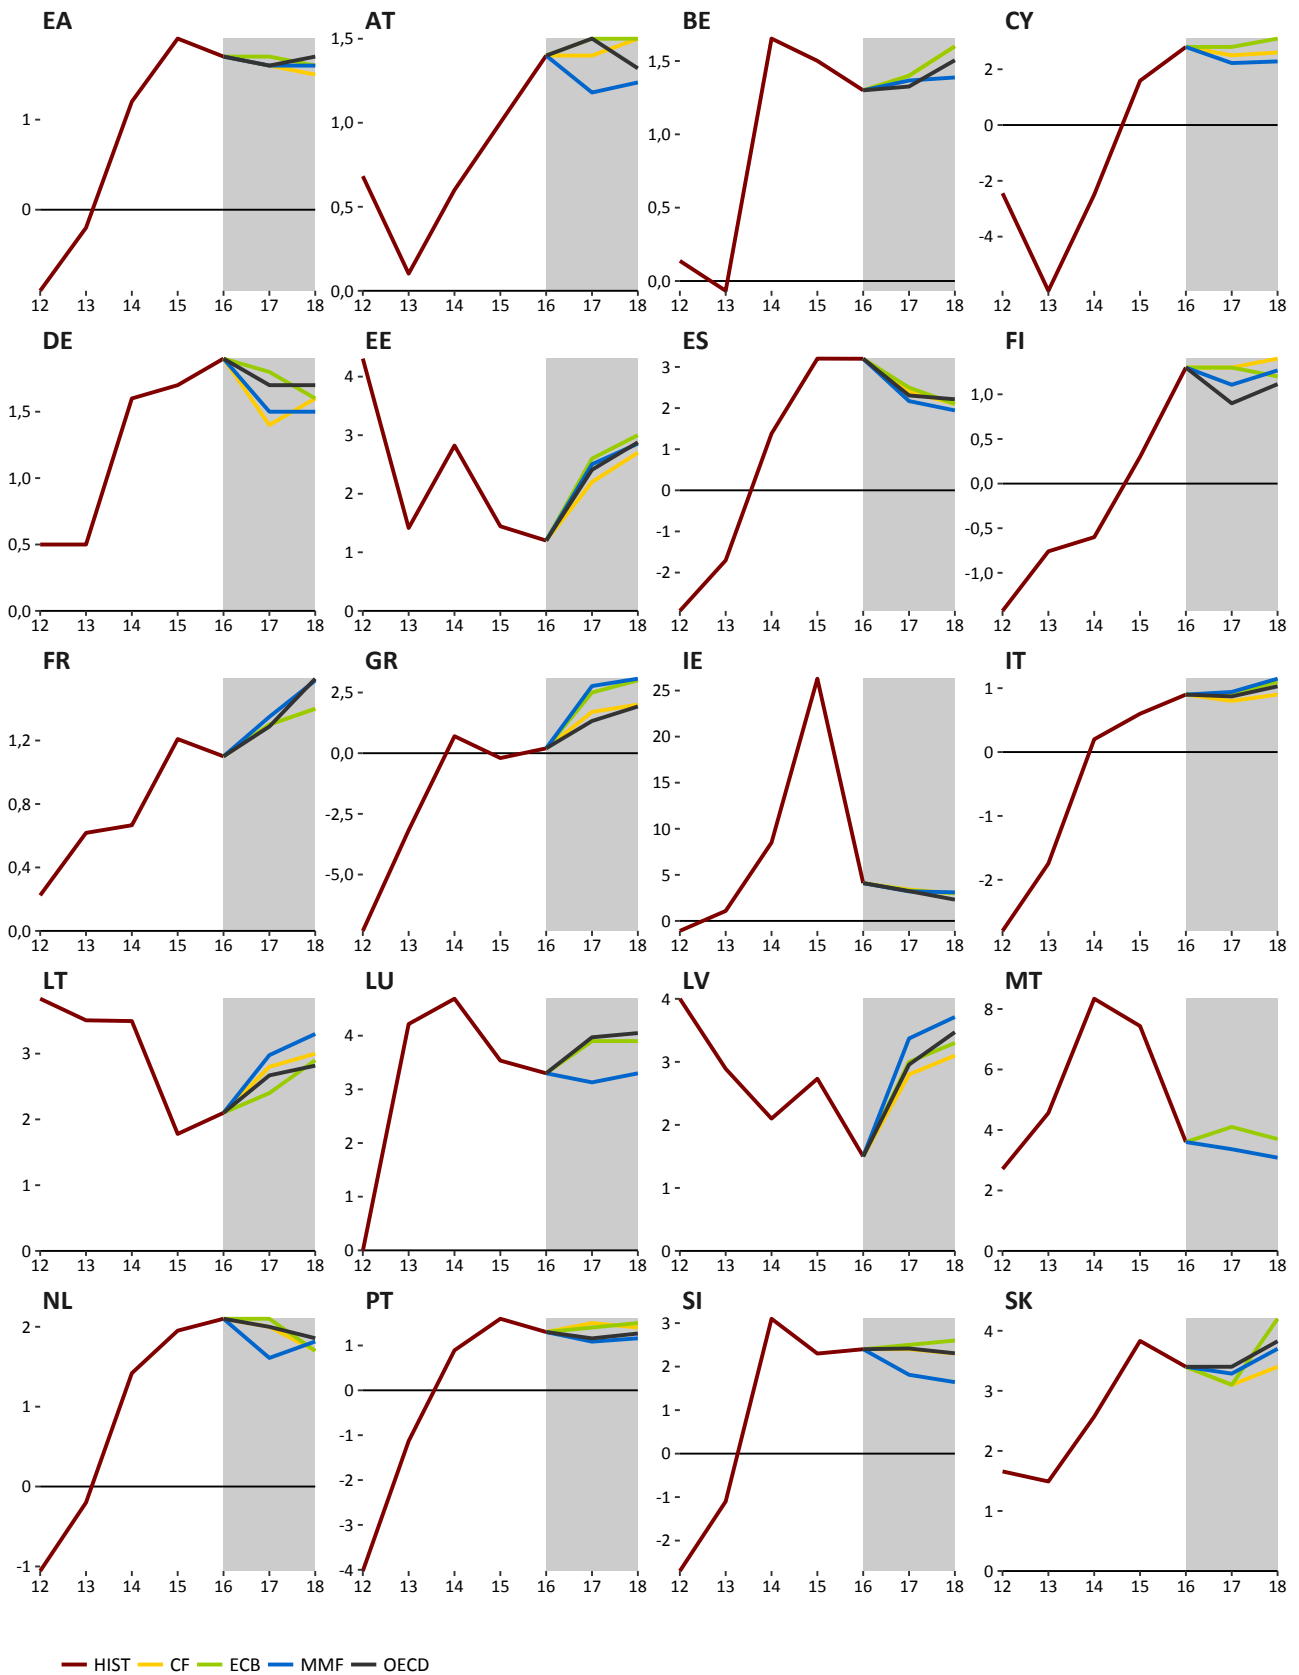 EA AT BE CY
1 0
12 13 14 15 16 17 18
1,5 1,0 0,5 0,0
12 13 14 15 16 17 18
1,5 1,0 0,5 0,0
12 13 14 15 16 17 18
2 0 -2 -4
12 13 14 15 16 17 18
DE EE ES FI
1,5 1,0 0,5 0,0
12 13 14 15 16 17 18
4 3 2 1 0
12 13 14 15 16 17 18
3 2 1 0 -1 -2
12 13 14 15 16 17 18
1,0 0,5 0,0 -0,5 -1,0
12 13 14 15 16 17 18
FR GR IE IT
1,2 0,8 0,4 0,0
12 13 14 15 16 17 18
2,5 0,0 -2,5 -5,0
12 13 14 15 16 17 18
25 20 15 10 5 0
12 13 14 15 16 17 18
1 0 -1 -2
12 13 14 15 16 17 18
LT LU LV MT
3 2 1 0
12 13 14 15 16 17 18
4 3 2 1 0
12 13 14 15 16 17 18
4 3 2 1 0
12 13 14 15 16 17 18
8 6 4 2 0
12 13 14 15 16 17 18
NL PT SI SK
2 1 0 -1
12 13 14 15 16 17 18
1 0 -1 -2 -3 -4
12 13 14 15 16 17 18
3 2 1 0 -1 -2
12 13 14 15 16 17 18
4 3 2 1 0
12 13 14 15 16 17 18
HIST CF ECB MMF OECD